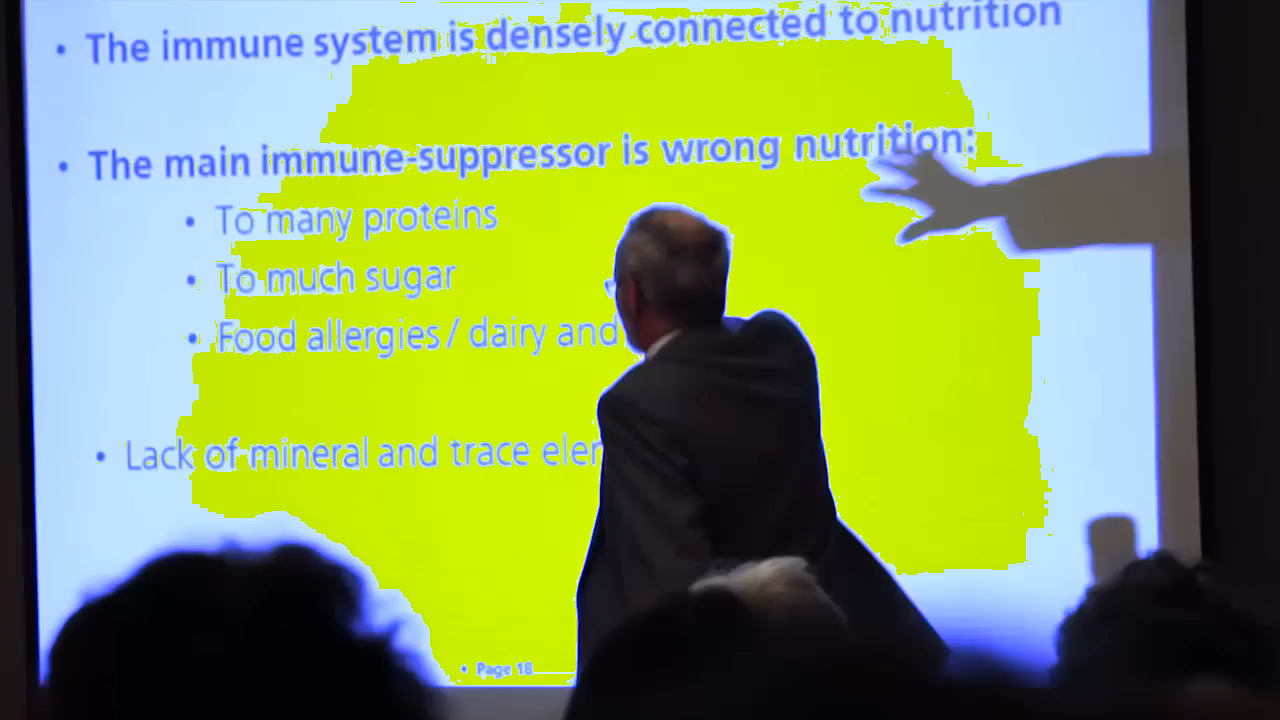 • The immune system is densely connected to nutrition
• The main immune-suppressor is wrong nutrition:
• To many proteins
• To much sugar
• Food allergies / dairy and
• Lack of mineral and trace
• Page 18